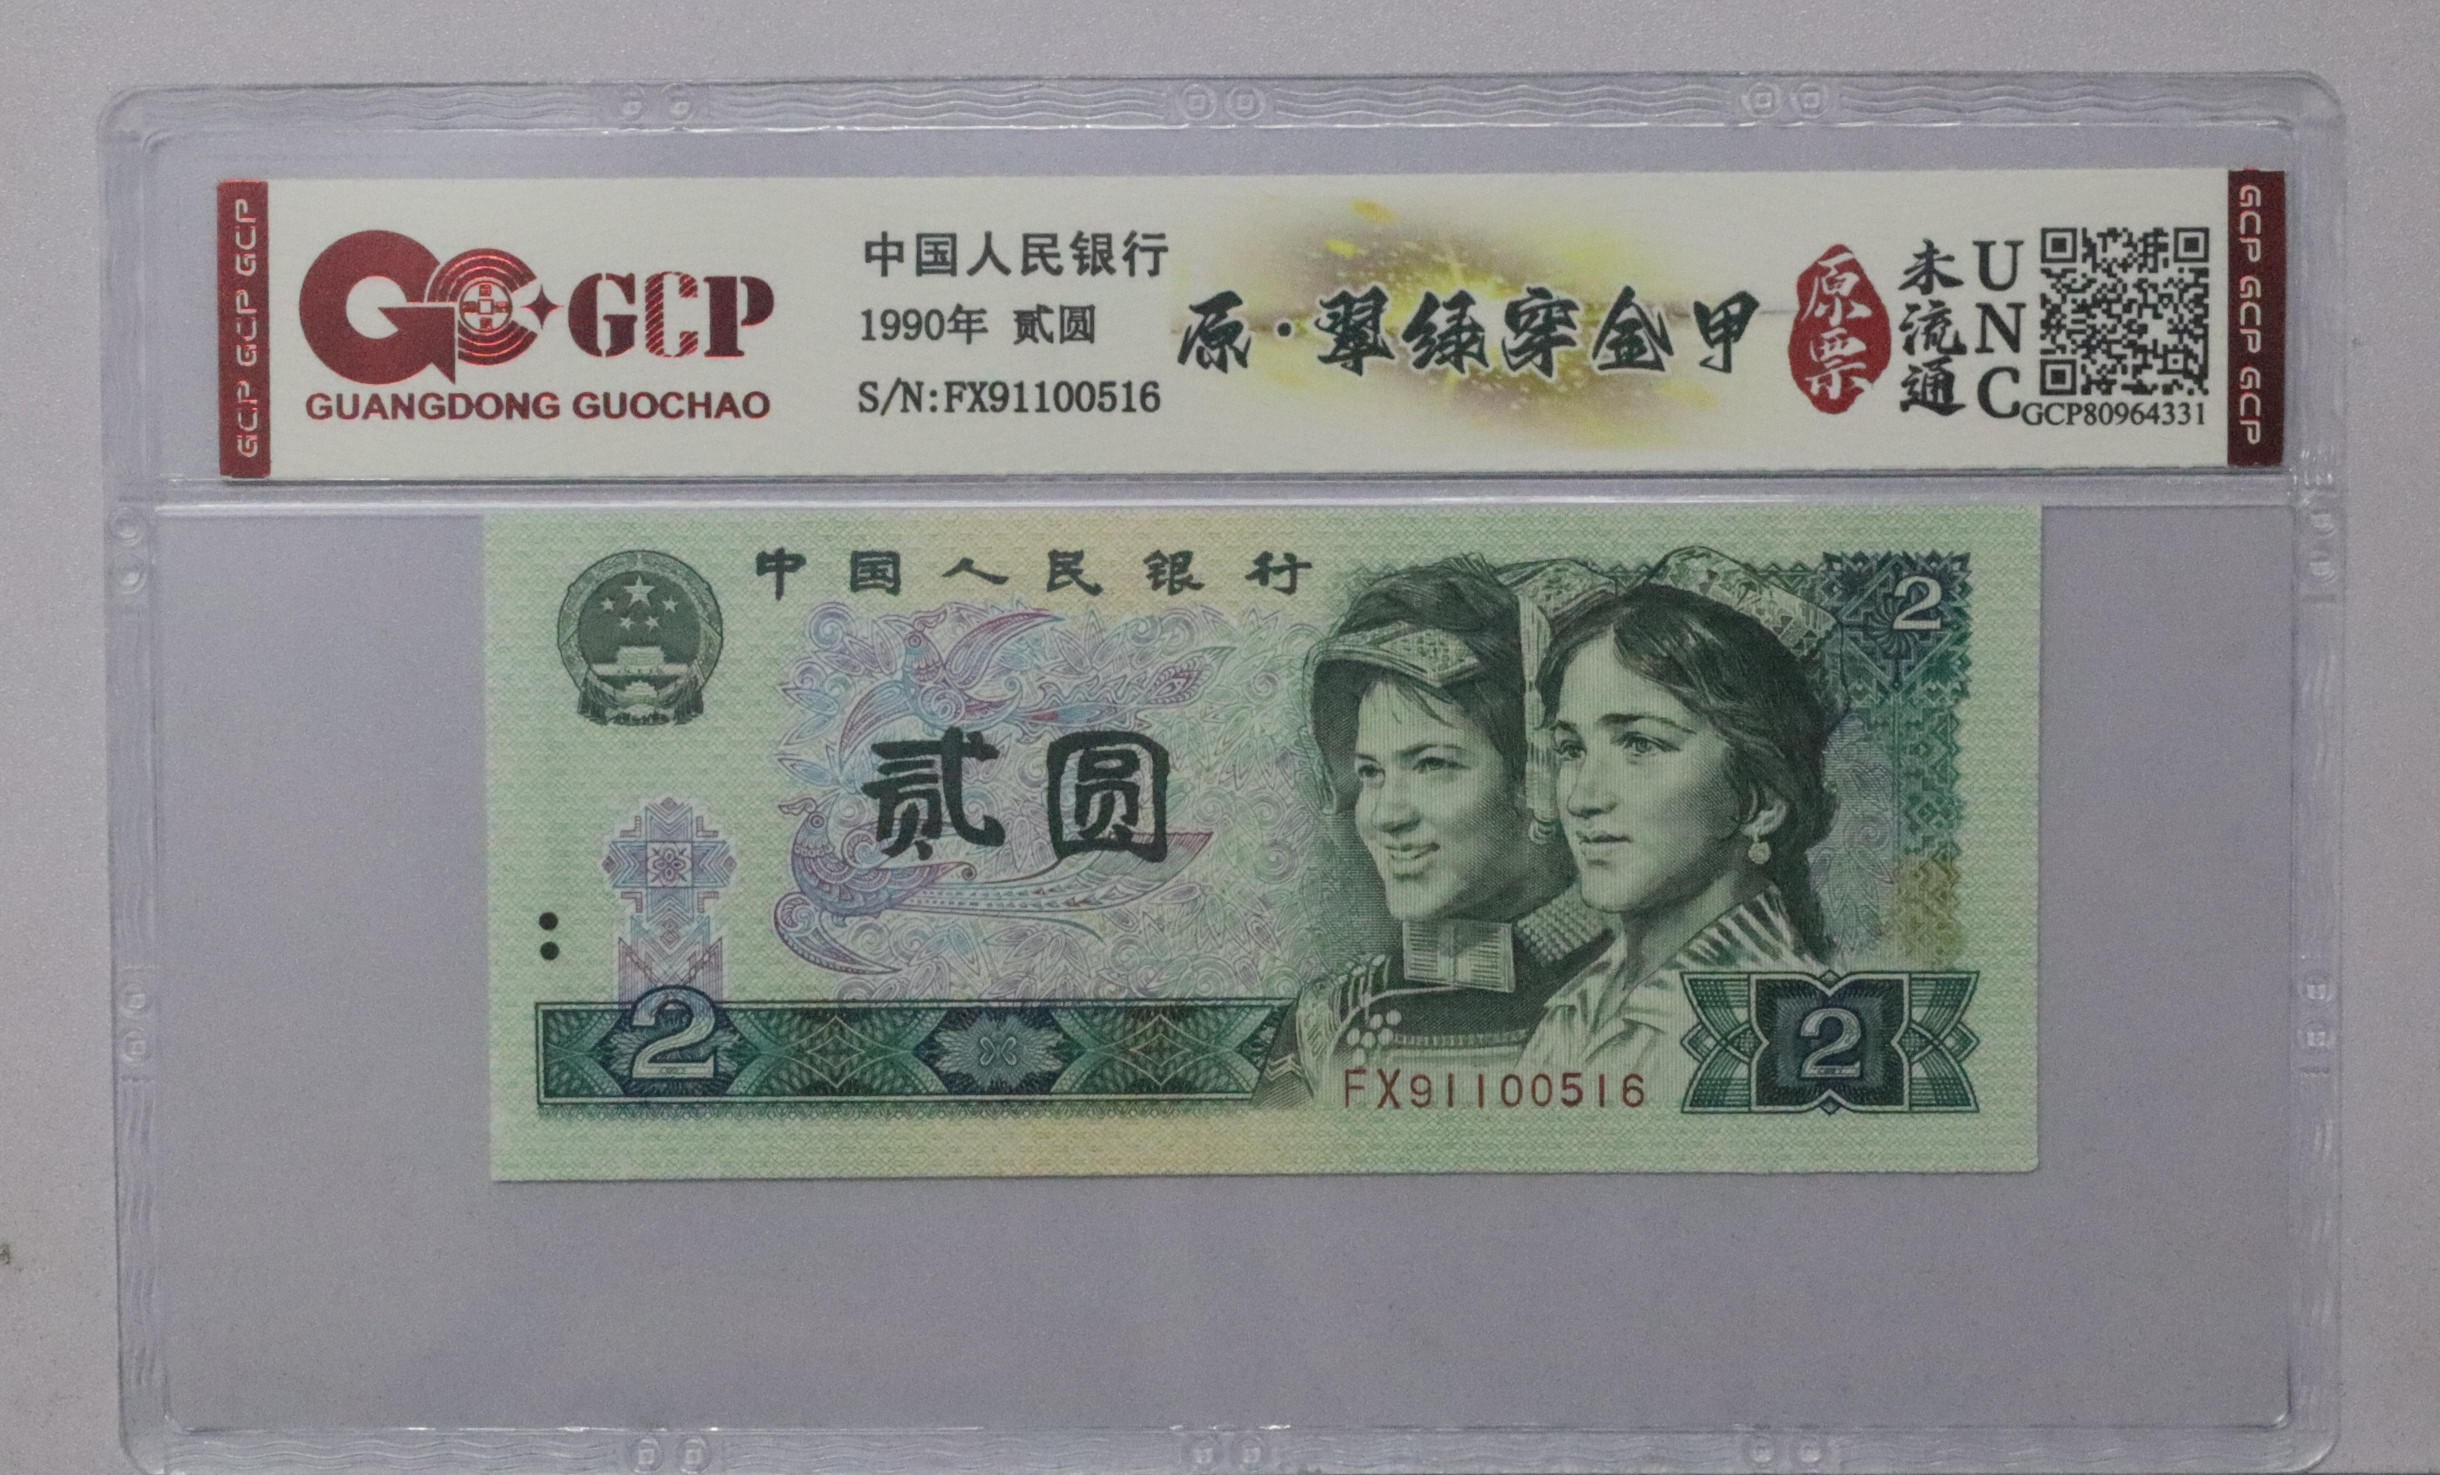 GCP GCP GCP
GCP
GUANGDONG GUOCHAO
中国人民银行
1990年 贰圆
S/N:FX91100516
原·翠绿穿金甲
原票
未流通
UNC
GCP80964331
GCP GCP GCP
中国人民银行
2
贰圆
2
FX91100516
2